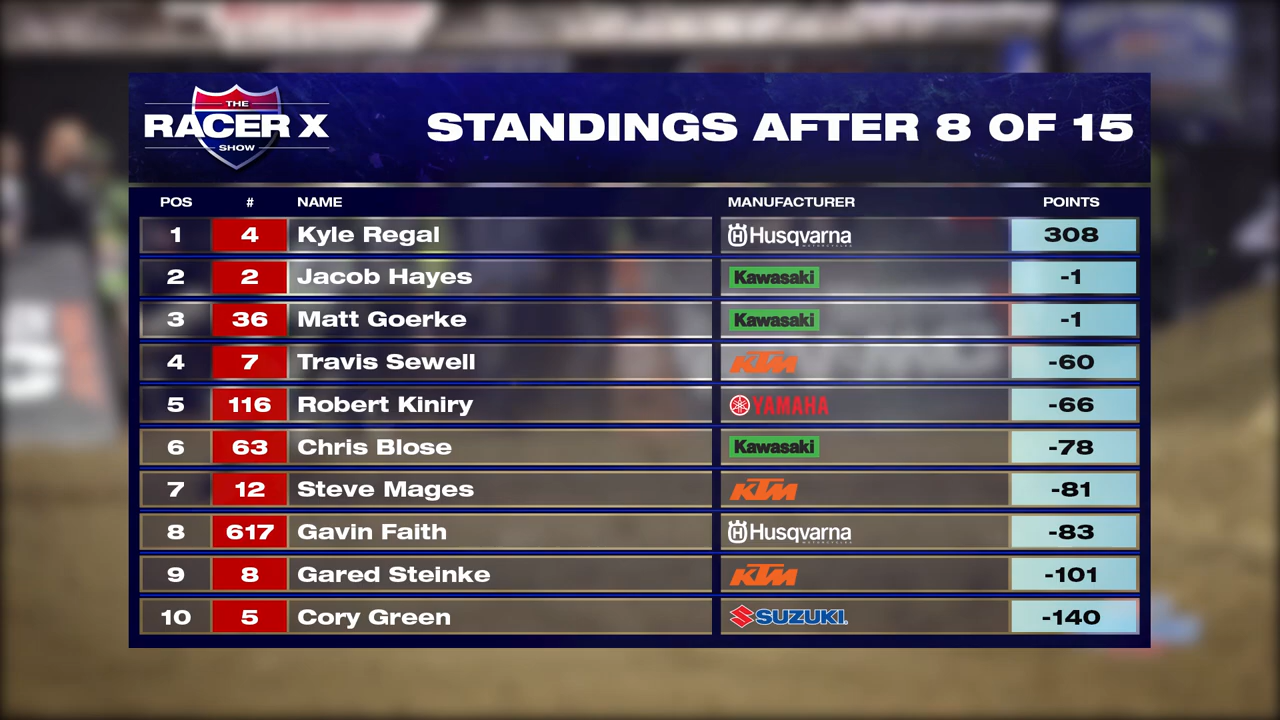 THE
RACER X
SHOW
STANDINGS AFTER 8 OF 15
POS # NAME MANUFACTURER POINTS
1 4 Kyle Regal Husqvarna MOTORCYCLES 308
2 2 Jacob Hayes Kawasaki -1
3 36 Matt Goerke Kawasaki -1
4 7 Travis Sewell KTM -60
5 116 Robert Kiniry YAMAHA -66
6 63 Chris Blose Kawasaki -78
7 12 Steve Mages KTM -81
8 617 Gavin Faith Husqvarna MOTORCYCLES -83
9 8 Gared Steinke KTM -101
10 5 Cory Green SUZUKI -140